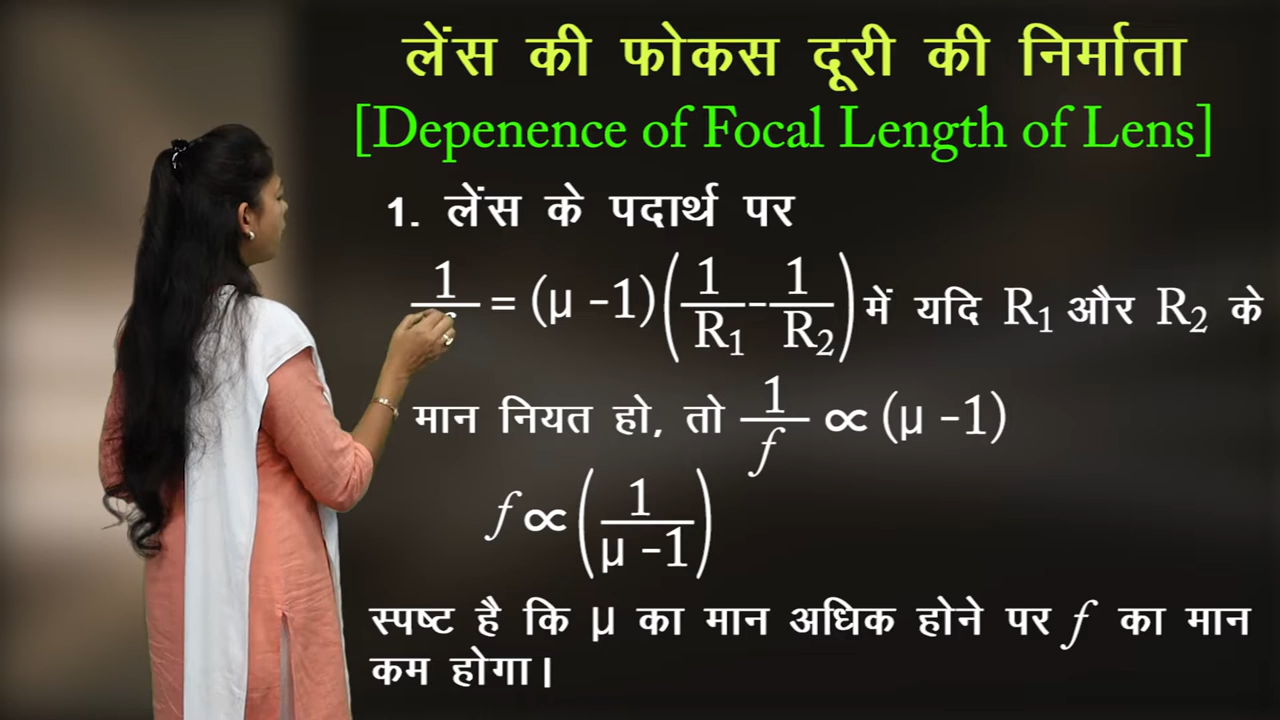 लेंस की फोकस दूरी की निर्माता
[Depenence of Focal Length of Lens]
1. लेंस के पदार्थ पर
1/f = (μ -1)(1/R₁ - 1/R₂) में यदि R₁ और R₂ के
मान नियत हो, तो 1/f ∝ (μ -1)
f ∝ (1/μ -1)
स्पष्ट है कि μ का मान अधिक होने पर f का मान
कम होगा।